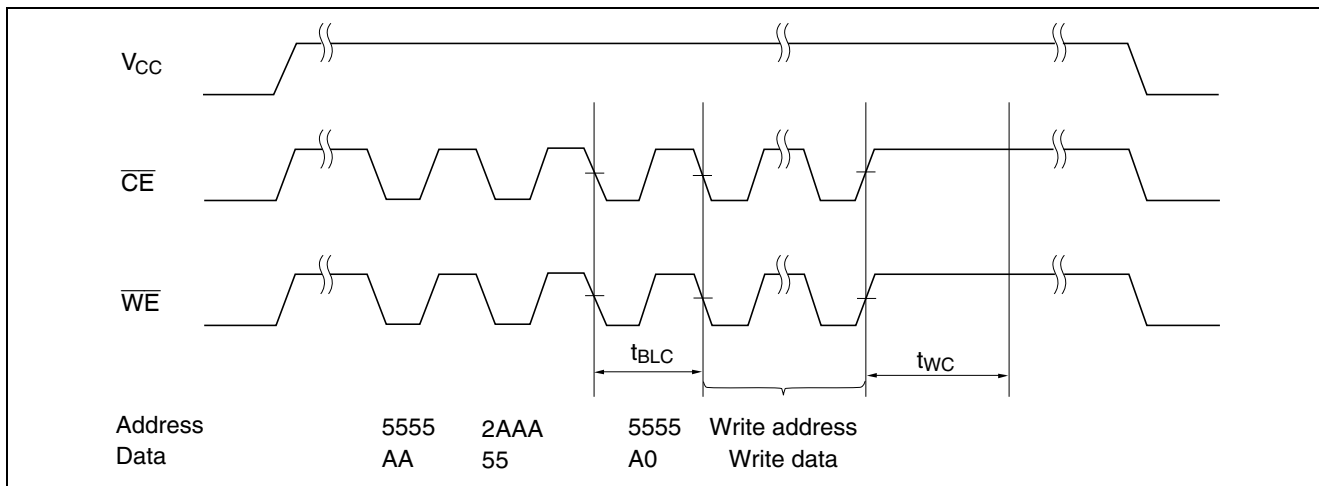 VCC
CE
WE
tBLC
tWC
Address 5555 2AAA 5555 Write address
Data AA 55 A0 Write data